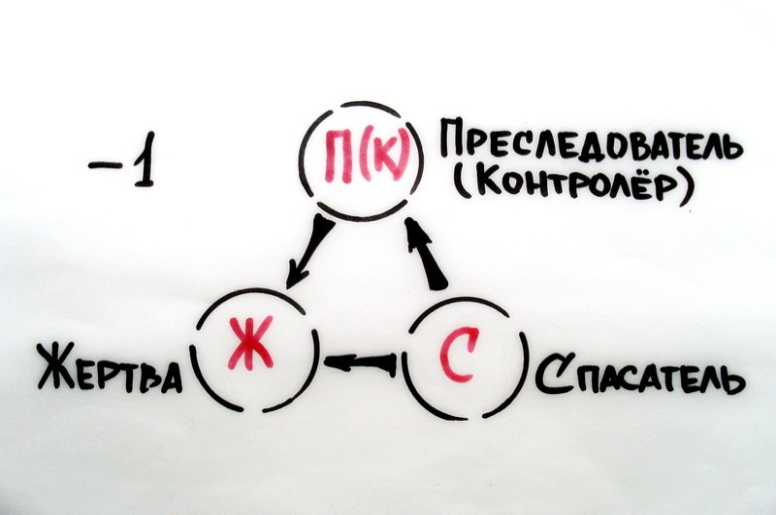 -1
П(К)
Преследователь
(Контролёр)
Ж
Жертва
С
Спасатель